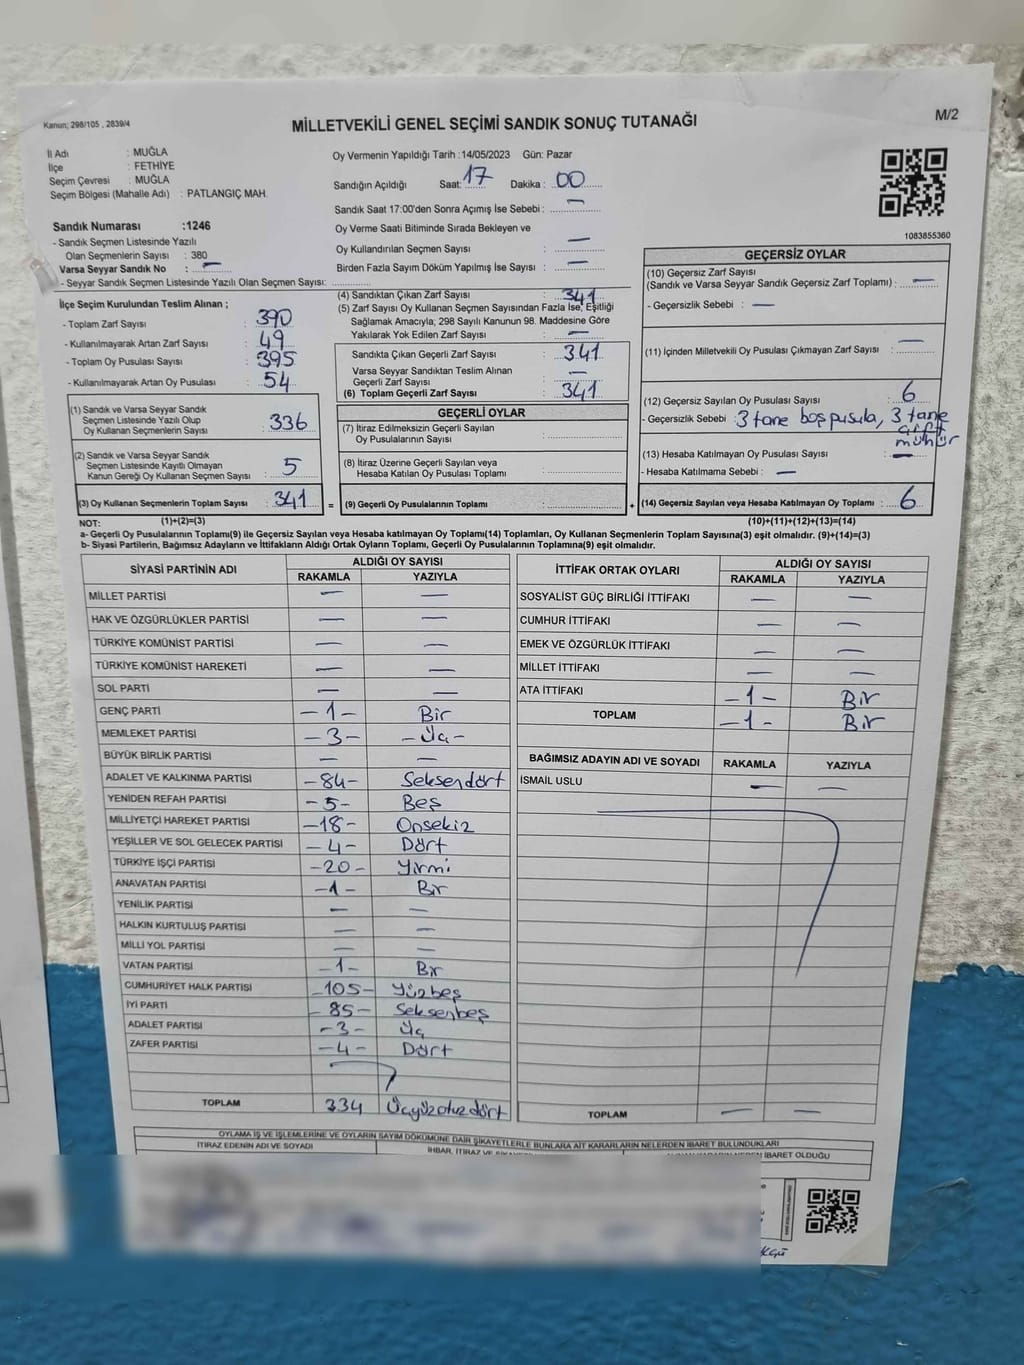 Kanun; 298/105 , 2839/4
MİLLETVEKİLİ GENEL SEÇİMİ SANDIK SONUÇ TUTANAĞI
M/2
İl Adı : MUĞLA
İlçe : FETHİYE
Seçim Çevresi : MUĞLA
Seçim Bölgesi (Mahalle Adı) : PATLANGIÇ MAH.
Oy Vermenin Yapıldığı Tarih :14/05/2023 Gün: Pazar
Sandığın Açıldığı Saat: 17 Dakika : 00
Sandık Saat 17:00'den Sonra Açımış İse Sebebi : —
Oy Verme Saati Bitiminde Sırada Bekleyen ve
Oy Kullandırılan Seçmen Sayısı : —
Birden Fazla Sayım Döküm Yapılmış İse Sayısı : —
1083855360
Sandık Numarası :1246
- Sandık Seçmen Listesinde Yazılı
Olan Seçmenlerin Sayısı : 380
Varsa Seyyar Sandık No : —
- Seyyar Sandık Seçmen Listesinde Yazılı Olan Seçmen Sayısı:
İlçe Seçim Kurulundan Teslim Alınan ;
- Toplam Zarf Sayısı : 390
- Kullanılmayarak Artan Zarf Sayısı : 49
- Toplam Oy Pusulası Sayısı : 395
- Kullanılmayarak Artan Oy Pusulası : 54
(1) Sandık ve Varsa Seyyar Sandık
Seçmen Listesinde Yazılı Olup
Oy Kullanan Seçmenlerin Sayısı : 336
(2) Sandık ve Varsa Seyyar Sandık
Seçmen Listesinde Kayıtlı Olmayan
Kanun Gereği Oy Kullanan Seçmen Sayısı : 5
(3) Oy Kullanan Seçmenlerin Toplam Sayısı : 341 =
(4) Sandıktan Çıkan Zarf Sayısı : 341
(5) Zarf Sayısı Oy Kullanan Seçmen Sayısından Fazla İse, Eşitliği
Sağlamak Amacıyla; 298 Sayılı Kanunun 98. Maddesine Göre
Yakılarak Yok Edilen Zarf Sayısı : —
Sandıkta Çıkan Geçerli Zarf Sayısı : 341
Varsa Seyyar Sandıktan Teslim Alınan —
Geçerli Zarf Sayısı :
(6) Toplam Geçerli Zarf Sayısı : 341
GEÇERLİ OYLAR
(7) İtiraz Edilmeksizin Geçerli Sayılan
Oy Pusulalarının Sayısı :
(8) İtiraz Üzerine Geçerli Sayılan veya
Hesaba Katılan Oy Pusulası Toplamı :
(9) Geçerli Oy Pusulalarının Toplamı : +
GEÇERSİZ OYLAR
(10) Geçersiz Zarf Sayısı
(Sandık ve Varsa Seyyar Sandık Geçersiz Zarf Toplamı) : —
- Geçersizlik Sebebi : —
(11) İçinden Milletvekili Oy Pusulası Çıkmayan Zarf Sayısı : —
(12) Geçersiz Sayılan Oy Pusulası Sayısı : 6
- Geçersizlik Sebebi : 3 tane boş pusula, 3 tane
çift
mühür
(13) Hesaba Katılmayan Oy Pusulası Sayısı : —
- Hesaba Katılmama Sebebi : —
(14) Geçersiz Sayılan veya Hesaba Katılmayan Oy Toplamı : 6
NOT: (1)+(2)=(3) (10)+(11)+(12)+(13)=(14)
a- Geçerli Oy Pusulalarının Toplamı(9) ile Geçersiz Sayılan veya Hesaba katılmayan Oy Toplamı(14) Toplamları, Oy Kullanan Seçmenlerin Toplam Sayısına(3) eşit olmalıdır. (9)+(14)=(3)
b- Siyasi Partilerin, Bağımsız Adayların ve İttifakların Aldığı Ortak Oyların Toplamı, Geçerli Oy Pusulalarının Toplamına(9) eşit olmalıdır.
SİYASİ PARTİNİN ADI ALDIĞI OY SAYISI
RAKAMLA YAZIYLA
MİLLET PARTİSİ — —
HAK VE ÖZGÜRLÜKLER PARTİSİ — —
TÜRKİYE KOMÜNİST PARTİSİ — —
TÜRKİYE KOMÜNİST HAREKETİ — —
SOL PARTİ — —
GENÇ PARTİ -1- Bir
MEMLEKET PARTİSİ -3- -Üç-
BÜYÜK BİRLİK PARTİSİ — —
ADALET VE KALKINMA PARTİSİ -84- Seksendört
YENİDEN REFAH PARTİSİ -5- Beş
MİLLİYETÇİ HAREKET PARTİSİ -18- Onsekiz
YEŞİLLER VE SOL GELECEK PARTİSİ -4- Dört
TÜRKİYE İŞÇİ PARTİSİ -20- Yirmi
ANAVATAN PARTİSİ -1- Bir
YENİLİK PARTİSİ — —
HALKIN KURTULUŞ PARTİSİ — —
MİLLİ YOL PARTİSİ — —
VATAN PARTİSİ -1- Bir
CUMHURİYET HALK PARTİSİ -105- Yüzbeş
İYİ PARTİ -85- Seksenbeş
ADALET PARTİSİ -3- Üç
ZAFER PARTİSİ -4- Dört
TOPLAM 334 Üçyüzotuzdört
İTTİFAK ORTAK OYLARI ALDIĞI OY SAYISI
RAKAMLA YAZIYLA
SOSYALİST GÜÇ BİRLİĞİ İTTİFAKI — —
CUMHUR İTTİFAKI — —
EMEK VE ÖZGÜRLÜK İTTİFAKI — —
MİLLET İTTİFAKI — —
ATA İTTİFAKI -1- Bir
TOPLAM -1- Bir
BAĞIMSIZ ADAYIN ADI VE SOYADI RAKAMLA YAZIYLA
İSMAİL USLU — —
TOPLAM — —
OYLAMA İŞ VE İŞLEMLERİNE VE OYLARIN SAYIM DÖKÜMÜNE DAİR ŞİKAYETLERLE BUNLARA AİT KARARLARIN NELERDEN İBARET BULUNDUKLARI
İTİRAZ EDENİN ADI VE SOYADI
İHBAR, İTİRAZ VE
İBARET OLDUĞU